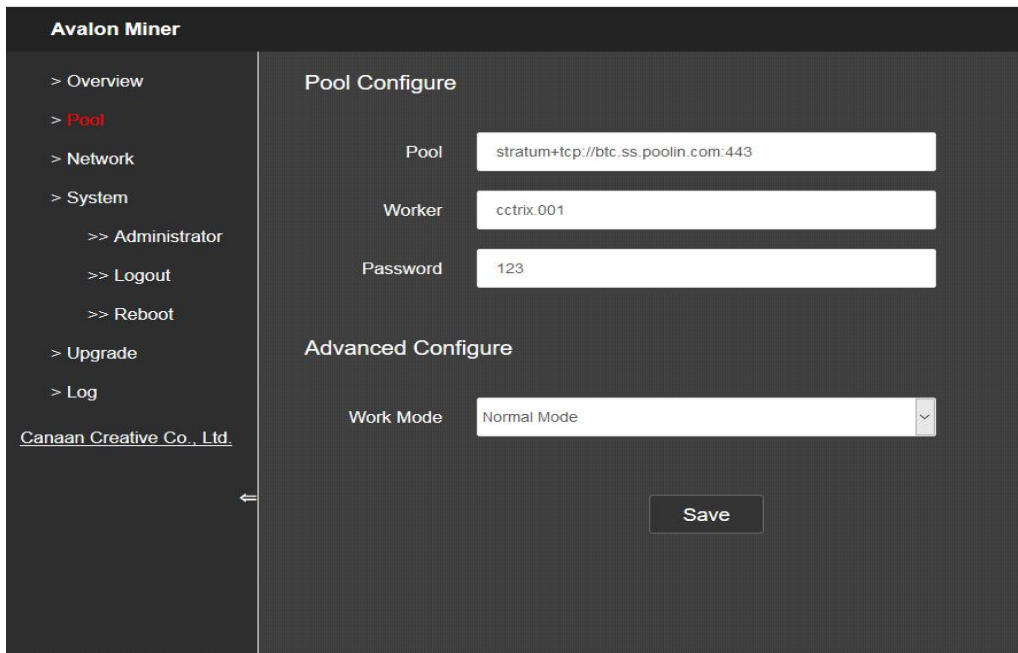 Avalon Miner
> Overview
> Pool
> Network
> System
>> Administrator
>> Logout
>> Reboot
> Upgrade
> Log
Canaan Creative Co., Ltd.
⇐
Pool Configure
Pool stratum+tcp://btc.ss.poolin.com:443
Worker cctrix.001
Password 123
Advanced Configure
Work Mode Normal Mode
Save